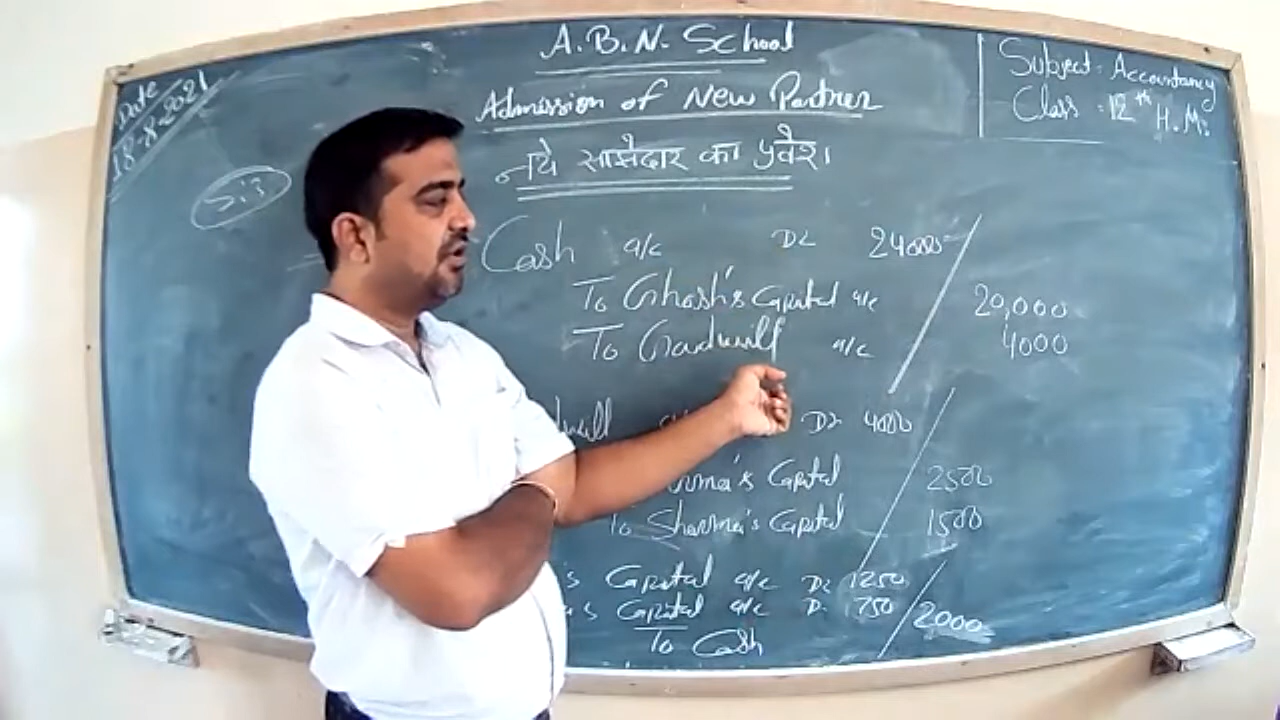 A.B.N. School
Date
18-8-2021
Subject: Accountancy
Class : 12th H.M.
Admission of New Partner
नये साझेदार का प्रवेश।
5:3
Cash a/c Dr 24000
To Ghosh's Capital a/c 20,000
To Goodwill a/c 4000
Dr 4000
Capital 2500
To Sharma's Capital 1500
s Capital a/c Dr 1250
s Capital a/c D. 750
2000
To Cash